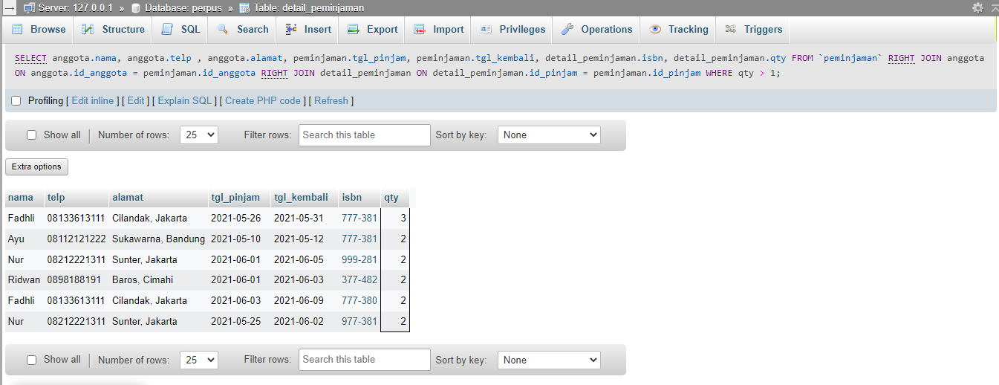 Server: 127.0.0.1 » Database: perpus » Table: detail_peminjaman
Browse Structure SQL Search Insert Export Import Privileges Operations Tracking Triggers
SELECT anggota.nama, anggota.telp , anggota.alamat, peminjaman.tgl_pinjam, peminjaman.tgl_kembali, detail_peminjaman.isbn, detail_peminjaman.qty FROM `peminjaman` RIGHT JOIN anggota
ON anggota.id_anggota = peminjaman.id_anggota RIGHT JOIN detail_peminjaman ON detail_peminjaman.id_pinjam = peminjaman.id_pinjam WHERE qty > 1;
Profiling [ Edit inline ] [ Edit ] [ Explain SQL ] [ Create PHP code ] [ Refresh ]
Show all Number of rows: 25 Filter rows: Search this table Sort by key: None
Extra options
nama telp alamat tgl_pinjam tgl_kembali isbn qty
Fadhli 08133613111 Cilandak, Jakarta 2021-05-26 2021-05-31 777-381 3
Ayu 08112121222 Sukawarna, Bandung 2021-05-10 2021-05-12 777-381 2
Nur 08212221311 Sunter, Jakarta 2021-06-01 2021-06-05 999-281 2
Ridwan 0898188191 Baros, Cimahi 2021-06-01 2021-06-03 377-482 2
Fadhli 08133613111 Cilandak, Jakarta 2021-06-03 2021-06-09 777-380 2
Nur 08212221311 Sunter, Jakarta 2021-05-25 2021-06-02 977-381 2
Show all Number of rows: 25 Filter rows: Search this table Sort by key: None